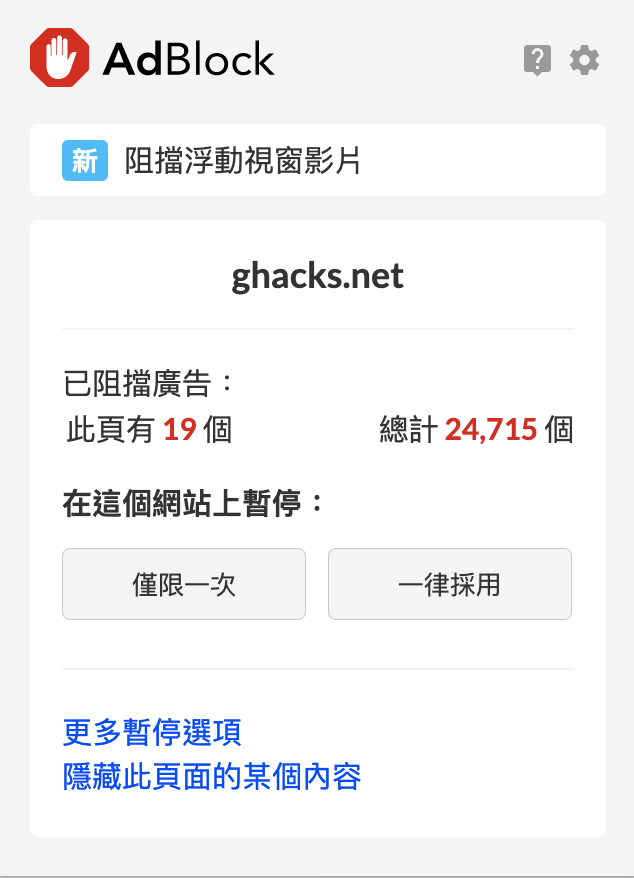 AdBlock
新 阻擋浮動視窗影片
ghacks.net
已阻擋廣告：
此頁有 19 個 總計 24,715 個
在這個網站上暫停：
僅限一次 一律採用
更多暫停選項
隱藏此頁面的某個內容